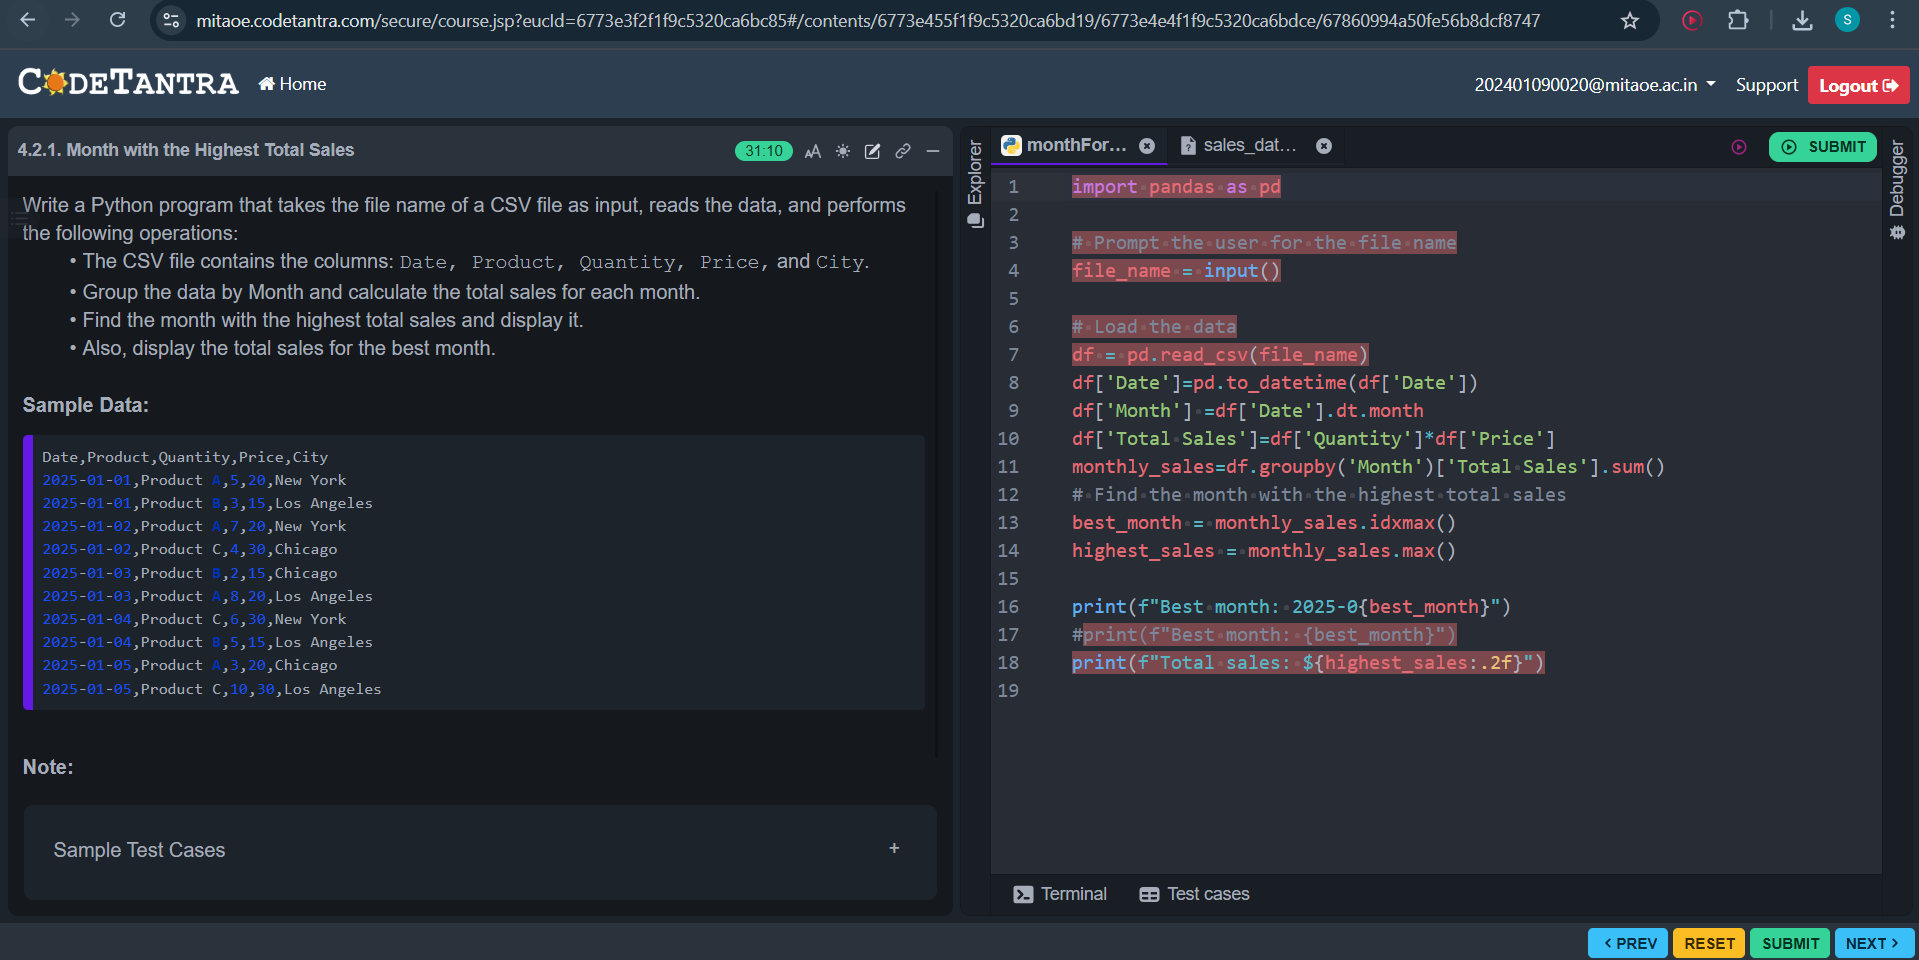 mitaoe.codetantra.com/secure/course.jsp?eucId=6773e3f2f1f9c5320ca6bc85#/contents/6773e455f1f9c5320ca6bd19/6773e4e4f1f9c5320ca6bdce/67860994a50fe56b8dcf8747
S
CODETANTRA
Home
202401090020@mitaoe.ac.in
Support
Logout
4.2.1. Month with the Highest Total Sales
31:10
AA
Write a Python program that takes the file name of a CSV file as input, reads the data, and performs
the following operations:
• The CSV file contains the columns: Date, Product, Quantity, Price, and City.
• Group the data by Month and calculate the total sales for each month.
• Find the month with the highest total sales and display it.
• Also, display the total sales for the best month.
Sample Data:
Date,Product,Quantity,Price,City
2025-01-01,Product A,5,20,New York
2025-01-01,Product B,3,15,Los Angeles
2025-01-02,Product A,7,20,New York
2025-01-02,Product C,4,30,Chicago
2025-01-03,Product B,2,15,Chicago
2025-01-03,Product A,8,20,Los Angeles
2025-01-04,Product C,6,30,New York
2025-01-04,Product B,5,15,Los Angeles
2025-01-05,Product A,3,20,Chicago
2025-01-05,Product C,10,30,Los Angeles
Note:
Sample Test Cases
+
Explorer
monthFor...
sales_dat...
SUBMIT
Debugger
1 import pandas as pd
2
3 # Prompt the user for the file name
4 file_name = input()
5
6 # Load the data
7 df = pd.read_csv(file_name)
8 df['Date']=pd.to_datetime(df['Date'])
9 df['Month'] =df['Date'].dt.month
10 df['Total Sales']=df['Quantity']*df['Price']
11 monthly_sales=df.groupby('Month')['Total Sales'].sum()
12 # Find the month with the highest total sales
13 best_month = monthly_sales.idxmax()
14 highest_sales = monthly_sales.max()
15
16 print(f"Best month: 2025-0{best_month}")
17 #print(f"Best month: {best_month}")
18 print(f"Total sales: ${highest_sales:.2f}")
19
Terminal
Test cases
< PREV
RESET
SUBMIT
NEXT >